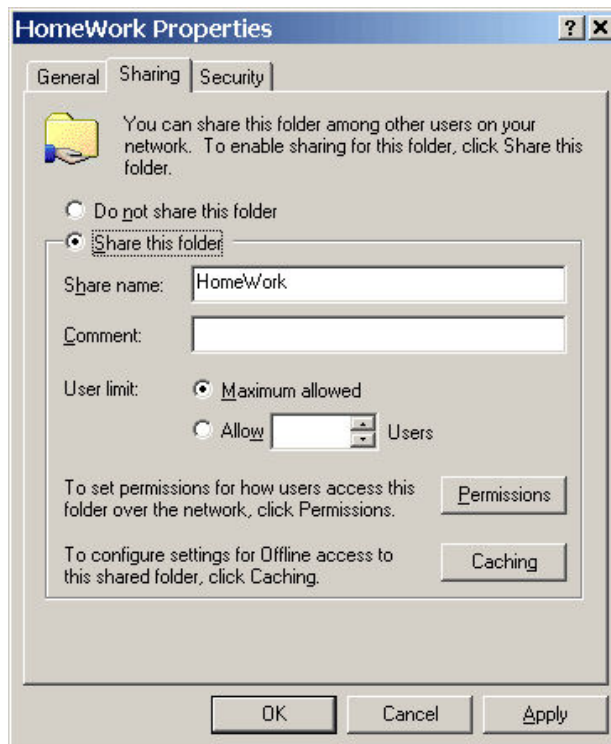 HomeWork Properties
General Sharing Security
You can share this folder among other users on your
network. To enable sharing for this folder, click Share this
folder.
Do not share this folder
Share this folder
Share name: HomeWork
Comment:
User limit: Maximum allowed
Allow Users
To set permissions for how users access this
folder over the network, click Permissions.
Permissions
To configure settings for Offline access to
this shared folder, click Caching.
Caching
OK Cancel Apply